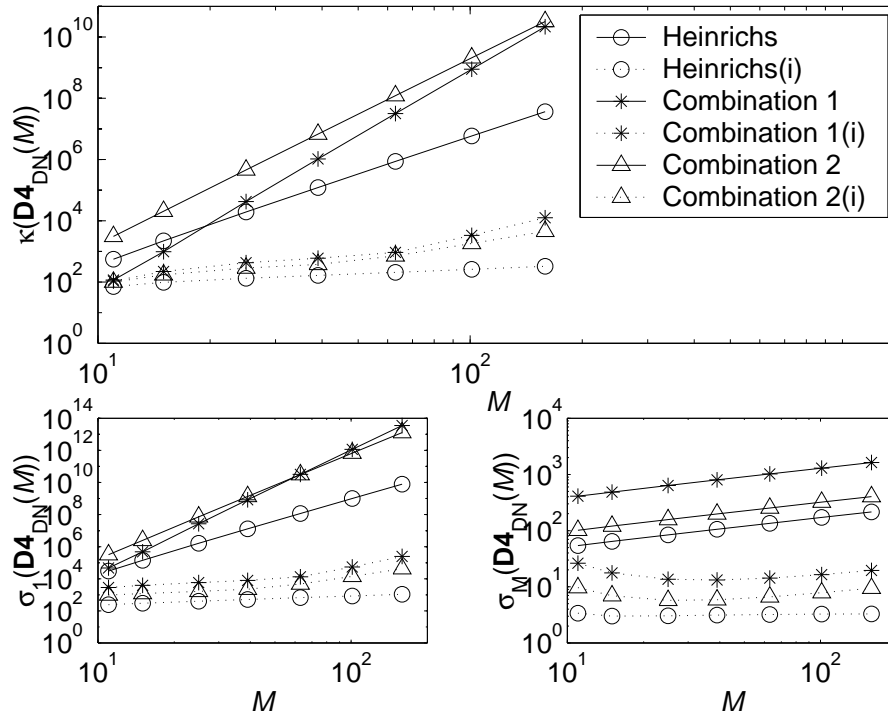 10^10
10^8
10^6
10^4
10^2
10^0
κ(D4_DN(M))
10^1
10^2
M
Heinrichs
Heinrichs(i)
Combination 1
Combination 1(i)
Combination 2
Combination 2(i)
10^14
10^12
10^10
10^8
10^6
10^4
10^2
10^0
σ_1(D4_DN(M))
10^1
10^2
M
10^4
10^3
10^2
10^1
10^0
σ_M(D4_DN(M))
10^1
10^2
M